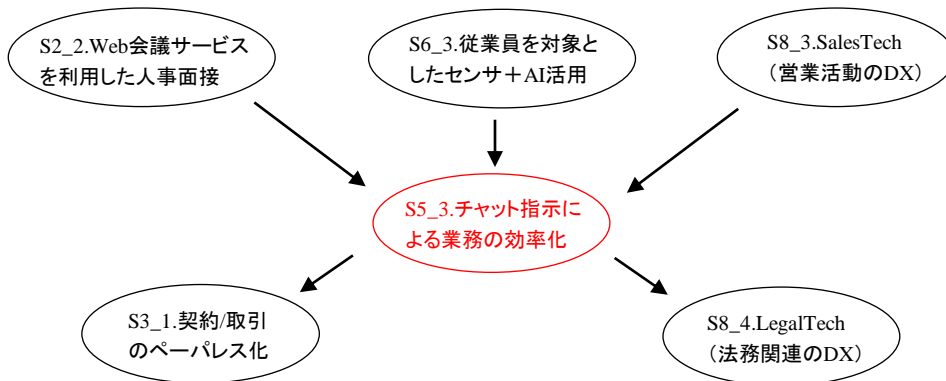 S2_2.Web会議サービス
を利用した人事面接
S6_3.従業員を対象と
したセンサ＋AI活用
S8_3.SalesTech
（営業活動のDX）
S5_3.チャット指示に
よる業務の効率化
S3_1.契約/取引
のペーパレス化
S8_4.LegalTech
（法務関連のDX）